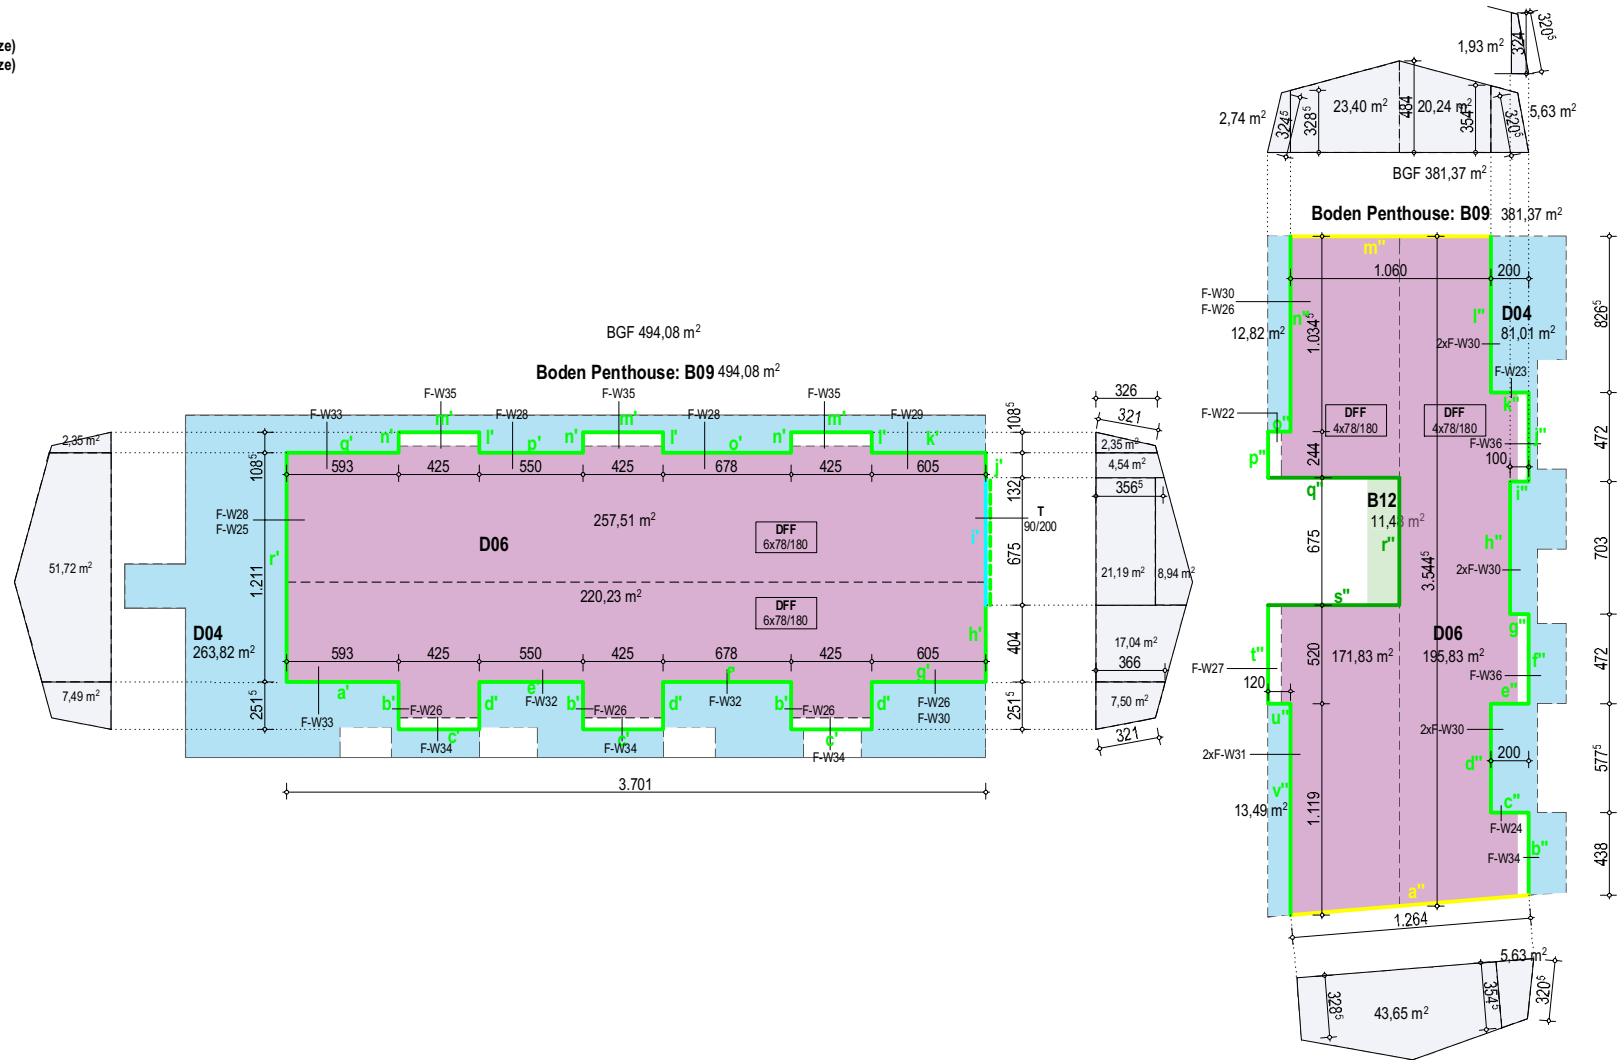 ze)
ze)
BGF 494,08 m²
Boden Penthouse: B09 494,08 m²
F-W35
F-W35
F-W35
F-W33
m'
F-W28
m'
F-W28
m'
F-W29
q'
n'
l'
p'
n'
l'
o'
n'
l'
k'
593
425
550
425
678
425
605
j'
2,35 m²
108⁵
51,72 m²
1.211
7,49 m²
251⁵
F-W28
F-W25
r'
257,51 m²
D06
DFF
6x78/180
220,23 m²
DFF
6x78/180
i'
T
90/200
h'
D04
263,82 m²
593
425
550
425
678
425
605
a'
b'
c'
d'
e'
b'
c'
d'
f'
b'
c'
d'
g'
F-W33
F-W26
F-W34
F-W32
F-W26
F-W34
F-W32
F-W26
F-W34
F-W26
F-W30
3.701
108⁵
132
675
404
251⁵
326
321
2,35 m²
4,54 m²
356⁵
21,19 m²
8,94 m²
17,04 m²
366
7,50 m²
321
1,93 m²
324
320⁵
2,74 m²
324⁵
328⁵
23,40 m²
484
20,24 m²
354⁵
320⁵
5,63 m²
BGF 381,37 m²
Boden Penthouse: B09 381,37 m²
m"
1.060
200
F-W30
F-W26
12,82 m²
n"
1.034⁵
l"
D04
81,01 m²
2xF-W30
F-W23
k"
826⁵
F-W22
o"
DFF
4x78/180
DFF
4x78/180
F-W36
j"
472
p"
244
100
q"
i"
B12
11,48 m²
675
r"
3.544⁵
h"
2xF-W30
703
s"
g"
D06
t"
F-W27
520
171,83 m²
195,83 m²
f"
F-W36
472
120
e"
u"
2xF-W30
2xF-W31
d"
200
577⁵
v"
13,49 m²
1.119
c"
F-W24
F-W34
b"
438
a"
1.264
5,63 m²
328⁵
43,65 m²
354⁵
320⁵